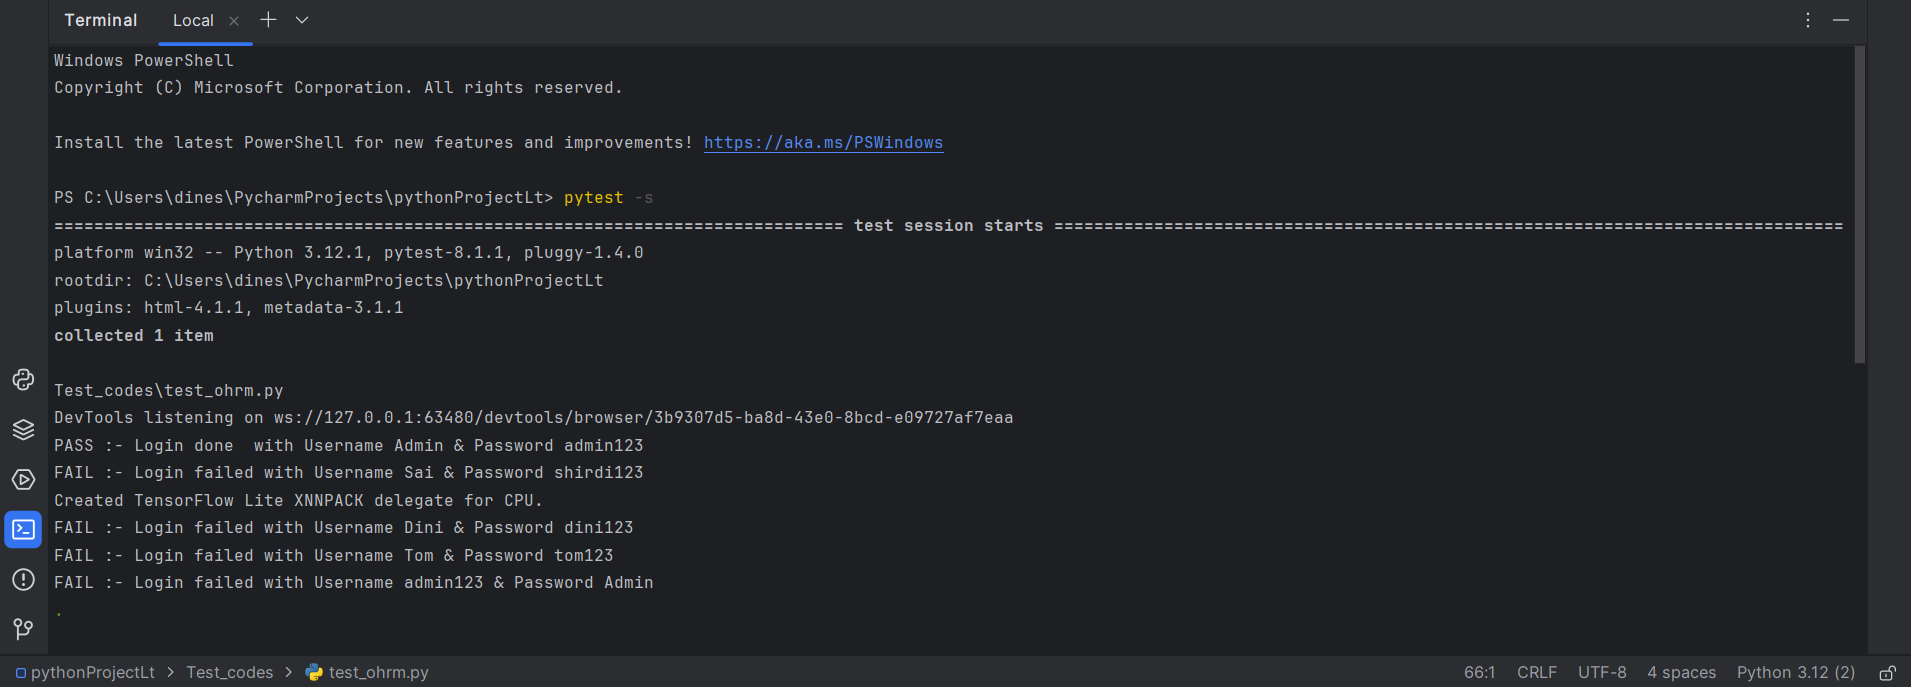 Terminal Local
Windows PowerShell
Copyright (C) Microsoft Corporation. All rights reserved.
Install the latest PowerShell for new features and improvements! https://aka.ms/PSWindows
PS C:\Users\dines\PycharmProjects\pythonProjectLt> pytest -s
=============================================================================== test session starts ===============================================================================
platform win32 -- Python 3.12.1, pytest-8.1.1, pluggy-1.4.0
rootdir: C:\Users\dines\PycharmProjects\pythonProjectLt
plugins: html-4.1.1, metadata-3.1.1
collected 1 item
Test_codes\test_ohrm.py
DevTools listening on ws://127.0.0.1:63480/devtools/browser/3b9307d5-ba8d-43e0-8bcd-e09727af7eaa
PASS :- Login done  with Username Admin & Password admin123
FAIL :- Login failed with Username Sai & Password shirdi123
Created TensorFlow Lite XNNPACK delegate for CPU.
FAIL :- Login failed with Username Dini & Password dini123
FAIL :- Login failed with Username Tom & Password tom123
FAIL :- Login failed with Username admin123 & Password Admin
.
pythonProjectLt > Test_codes > test_ohrm.py 66:1 CRLF UTF-8 4 spaces Python 3.12 (2)